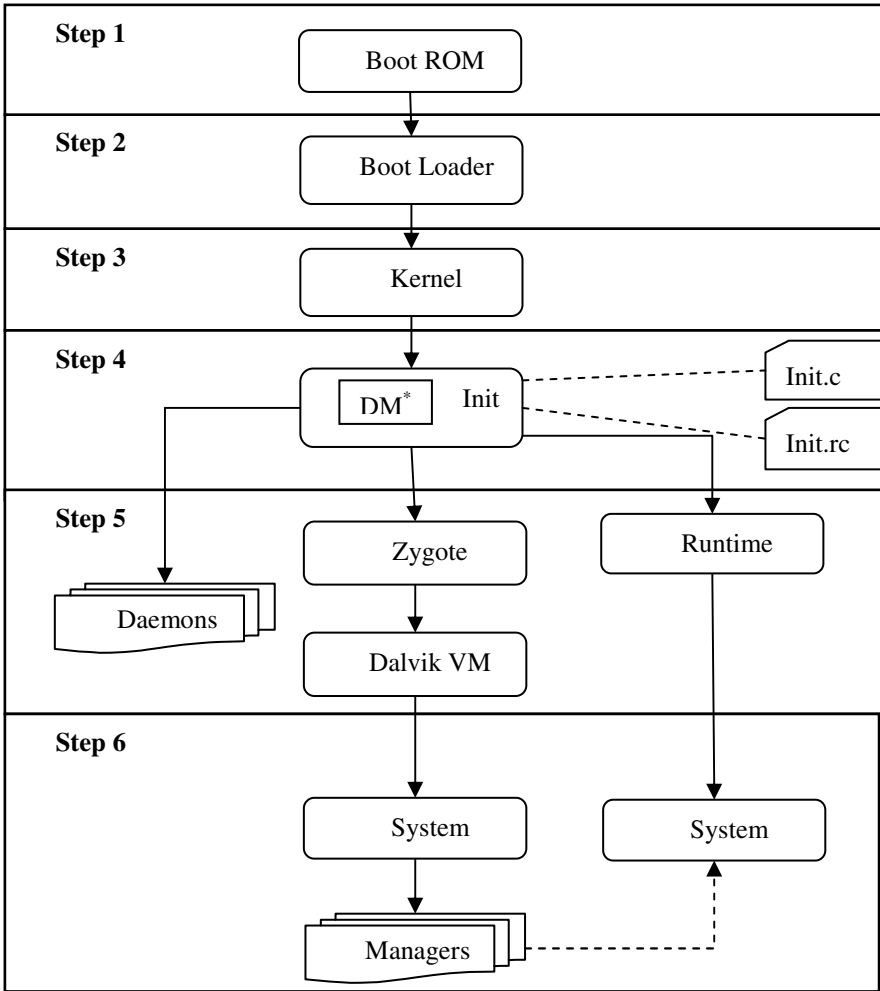 Step 1
Boot ROM
Step 2
Boot Loader
Step 3
Kernel
Step 4
DM*
Init
Init.c
Init.rc
Step 5
Zygote
Runtime
Daemons
Dalvik VM
Step 6
System
System
Managers